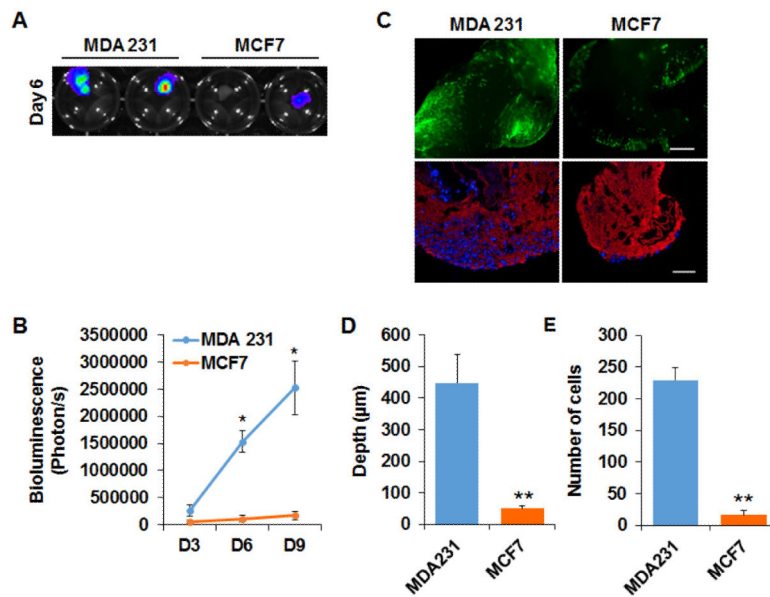 A
MDA 231 MCF7
Day 6
B
3500000
3000000
2500000
2000000
1500000
1000000
500000
0
Bioluminescence
(Photon/s)
MDA 231
MCF7
*
*
D3 D6 D9
C
MDA 231 MCF7
D
600
500
400
300
200
100
0
Depth (µm)
**
MDA231 MCF7
E
300
250
200
150
100
50
0
Number of cells
**
MDA231 MCF7